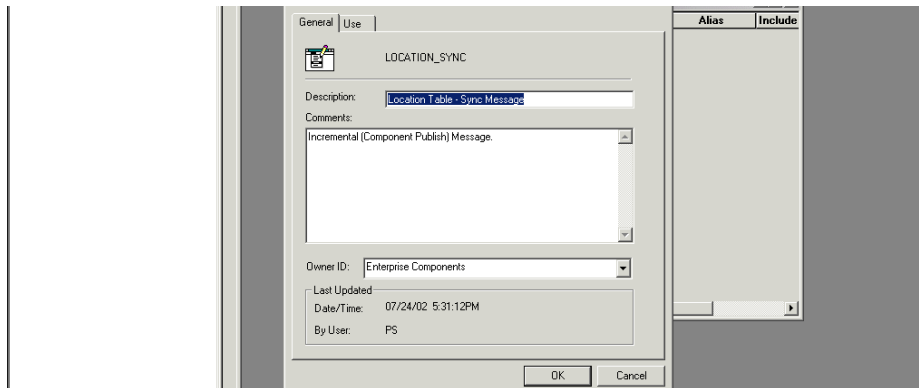 General Use
Alias Include
LOCATION_SYNC
Description: Location Table - Sync Message
Comments:
Incremental (Component Publish) Message.
Owner ID: Enterprise Components
Last Updated
Date/Time: 07/24/02 5:31:12PM
By User: PS
OK Cancel